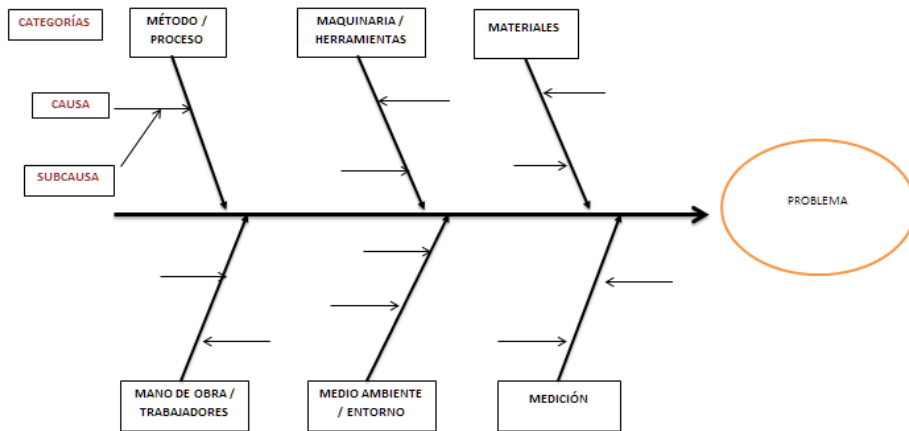 CATEGORÍAS
MÉTODO /
PROCESO
MAQUINARIA /
HERRAMIENTAS
MATERIALES
CAUSA
SUBCAUSA
PROBLEMA
MANO DE OBRA /
TRABAJADORES
MEDIO AMBIENTE
/ ENTORNO
MEDICIÓN